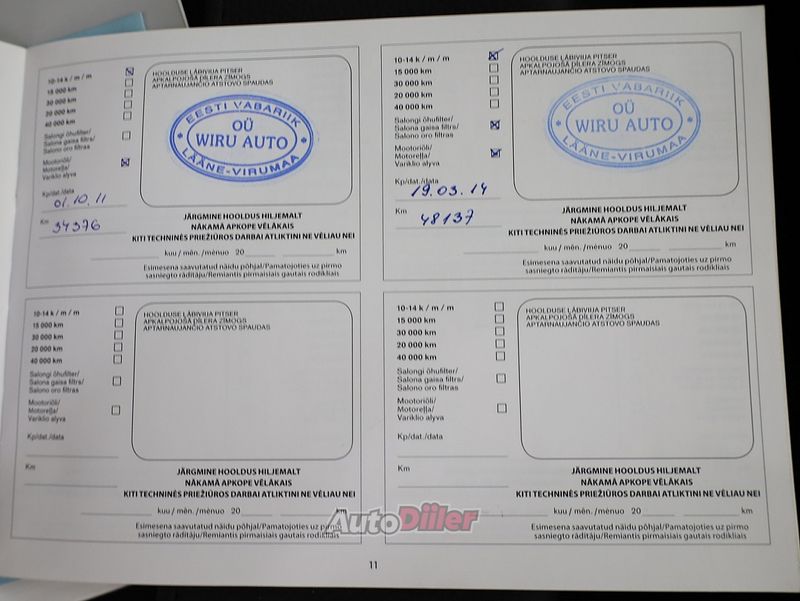 10-14 k / m / m
15 000 km
30 000 km
20 000 km
40 000 km
Salongi õhufilter/
Salona gaisa filtrs/
Salono oro filtras
Mootoriõli/
Motoreļļa/
Variklio alyva
Kp/dat./data
01.10.11
Km
34376
HOOLDUSE LÄBIVIIJA PITSER
APKALPOJOŠĀ DĪLERA ZĪMOGS
APTARNAUJANČIO ATSTOVO SPAUDAS
EESTI VABARIIK
OÜ
WIRU AUTO
LÄÄNE-VIRUMAA
JÄRGMINE HOOLDUS HILJEMALT
NĀKAMĀ APKOPE VĒLĀKAIS
KITI TECHNINĖS PRIEŽIŪROS DARBAI ATLIKTINI NE VĖLIAU NEI
kuu / mēn. /mėnuo 20 km
Esimesena saavutatud näidu põhjal/Pamatojoties uz pirmo
sasniegto rādītāju/Remiantis pirmaisiais gautais rodikliais
10-14 k / m / m
15 000 km
30 000 km
20 000 km
40 000 km
Salongi õhufilter/
Salona gaisa filtrs/
Salono oro filtras
Mootoriõli/
Motoreļļa/
Variklio alyva
Kp/dat./data
19.03.14
Km
48137
HOOLDUSE LÄBIVIIJA PITSER
APKALPOJOŠĀ DĪLERA ZĪMOGS
APTARNAUJANČIO ATSTOVO SPAUDAS
EESTI VABARIIK
OÜ
WIRU AUTO
LÄÄNE-VIRUMAA
JÄRGMINE HOOLDUS HILJEMALT
NĀKAMĀ APKOPE VĒLĀKAIS
KITI TECHNINĖS PRIEŽIŪROS DARBAI ATLIKTINI NE VĖLIAU NEI
kuu / mēn. /mėnuo 20 km
Esimesena saavutatud näidu põhjal/Pamatojoties uz pirmo
sasniegto rādītāju/Remiantis pirmaisiais gautais rodikliais
10-14 k / m / m
15 000 km
30 000 km
20 000 km
40 000 km
Salongi õhufilter/
Salona gaisa filtrs/
Salono oro filtras
Mootoriõli/
Motoreļļa/
Variklio alyva
Kp/dat./data
Km
HOOLDUSE LÄBIVIIJA PITSER
APKALPOJOŠĀ DĪLERA ZĪMOGS
APTARNAUJANČIO ATSTOVO SPAUDAS
JÄRGMINE HOOLDUS HILJEMALT
NĀKAMĀ APKOPE VĒLĀKAIS
KITI TECHNINĖS PRIEŽIŪROS DARBAI ATLIKTINI NE VĖLIAU NEI
kuu / mēn. /mėnuo 20 km
Esimesena saavutatud näidu põhjal/Pamatojoties uz pirmo
sasniegto rādītāju/Remiantis pirmaisiais gautais rodikliais
10-14 k / m / m
15 000 km
30 000 km
20 000 km
40 000 km
Salongi õhufilter/
Salona gaisa filtrs/
Salono oro filtras
Mootoriõli/
Motoreļļa/
Variklio alyva
Kp/dat./data
Km
HOOLDUSE LÄBIVIIJA PITSER
APKALPOJOŠĀ DĪLERA ZĪMOGS
APTARNAUJANČIO ATSTOVO SPAUDAS
JÄRGMINE HOOLDUS HILJEMALT
NĀKAMĀ APKOPE VĒLĀKAIS
KITI TECHNINĖS PRIEŽIŪROS DARBAI ATLIKTINI NE VĖLIAU NEI
kuu / mēn. /mėnuo 20 km
Esimesena saavutatud näidu põhjal/Pamatojoties uz pirmo
sasniegto rādītāju/Remiantis pirmaisiais gautais rodikliais
AutoDiiler
11